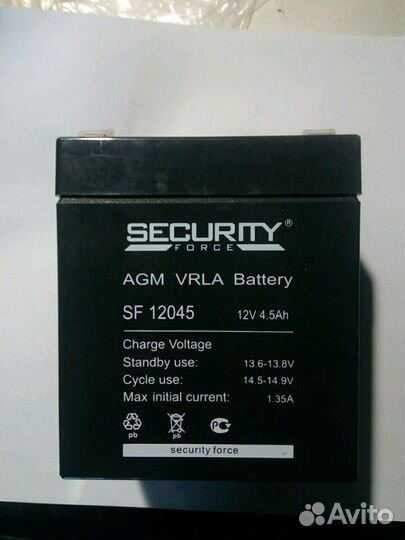 SECURITY®
FORCE
AGM VRLA Battery
SF 12045 12V 4.5Ah
Charge Voltage
Standby use: 13.6-13.8V
Cycle use: 14.5-14.9V
Max initial current: 1.35A
pb pb
security force
Avito